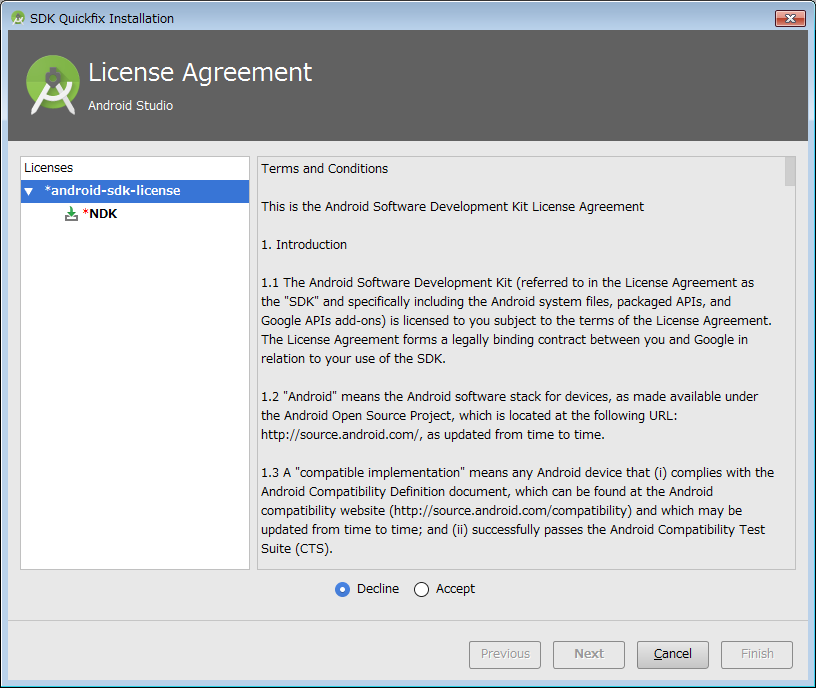 SDK Quickfix Installation
License Agreement
Android Studio
Licenses
*android-sdk-license
*NDK
Terms and Conditions
This is the Android Software Development Kit License Agreement
1. Introduction
1.1 The Android Software Development Kit (referred to in the License Agreement as
the "SDK" and specifically including the Android system files, packaged APIs, and
Google APIs add-ons) is licensed to you subject to the terms of the License Agreement.
The License Agreement forms a legally binding contract between you and Google in
relation to your use of the SDK.
1.2 "Android" means the Android software stack for devices, as made available under
the Android Open Source Project, which is located at the following URL:
http://source.android.com/, as updated from time to time.
1.3 A "compatible implementation" means any Android device that (i) complies with the
Android Compatibility Definition document, which can be found at the Android
compatibility website (http://source.android.com/compatibility) and which may be
updated from time to time; and (ii) successfully passes the Android Compatibility Test
Suite (CTS).
Decline Accept
Previous Next Cancel Finish